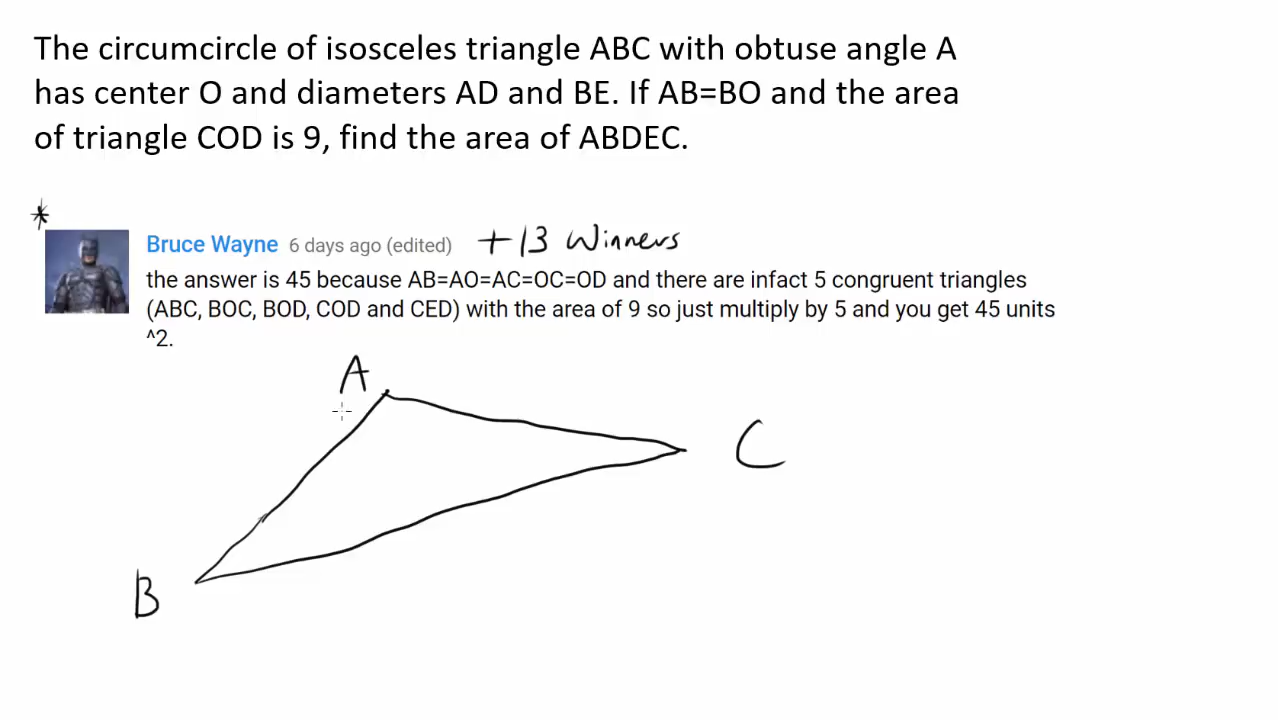 The circumcircle of isosceles triangle ABC with obtuse angle A
has center O and diameters AD and BE. If AB=BO and the area
of triangle COD is 9, find the area of ABDEC.
*
Bruce Wayne 6 days ago (edited) +13 Winners
the answer is 45 because AB=AO=AC=OC=OD and there are infact 5 congruent triangles
(ABC, BOC, BOD, COD and CED) with the area of 9 so just multiply by 5 and you get 45 units
^2.
A
C
B